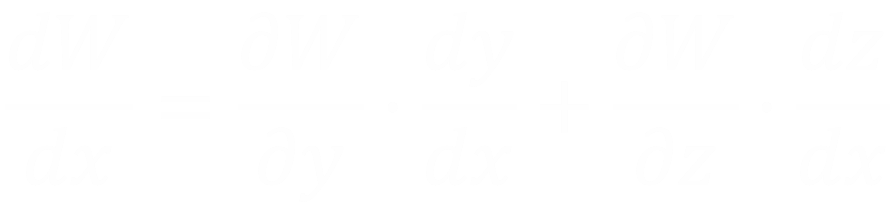 dW/dx = ∂W/∂y · dy/dx + ∂W/∂z · dz/dx